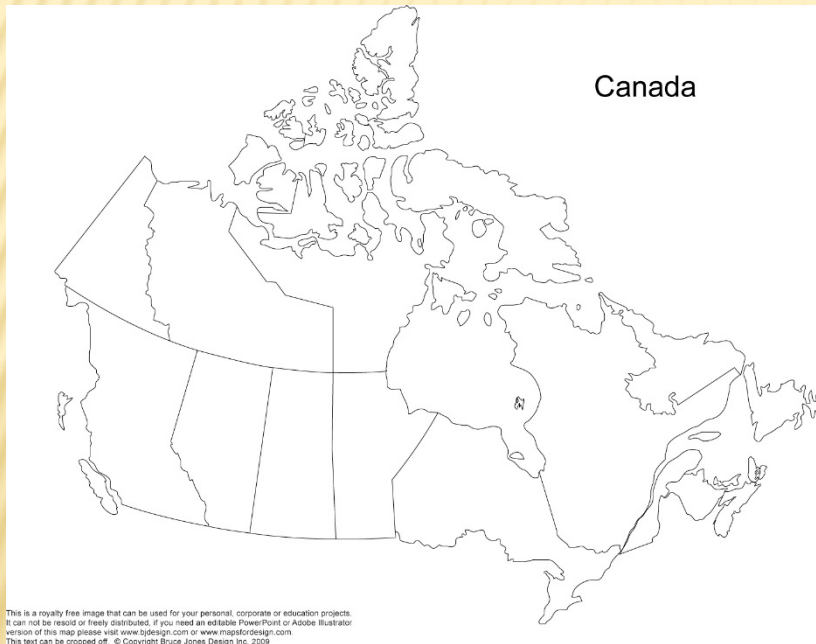 Canada
This is a royalty free image that can be used for your personal, corporate or education projects.
It can not be resold or freely distributed, if you need an editable PowerPoint or Adobe Illustrator
version of this map please visit www.bjdesign.com or www.mapsfordesign.com.
This text can be cropped off. © Copyright Bruce Jones Design Inc. 2009